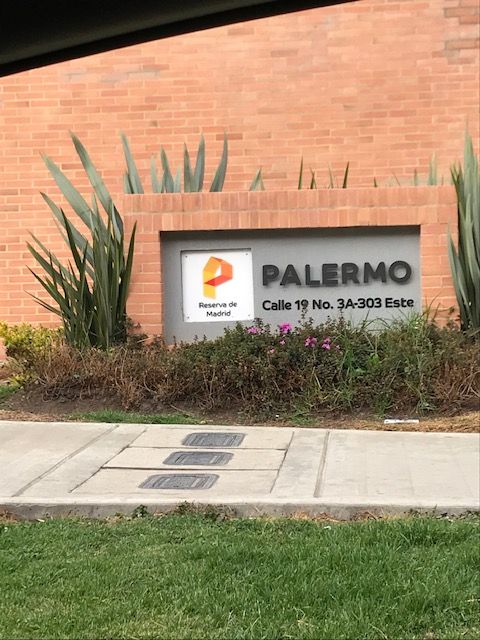 PALERMO
Calle 19 No. 3A-303 Este
Reserva de
Madrid